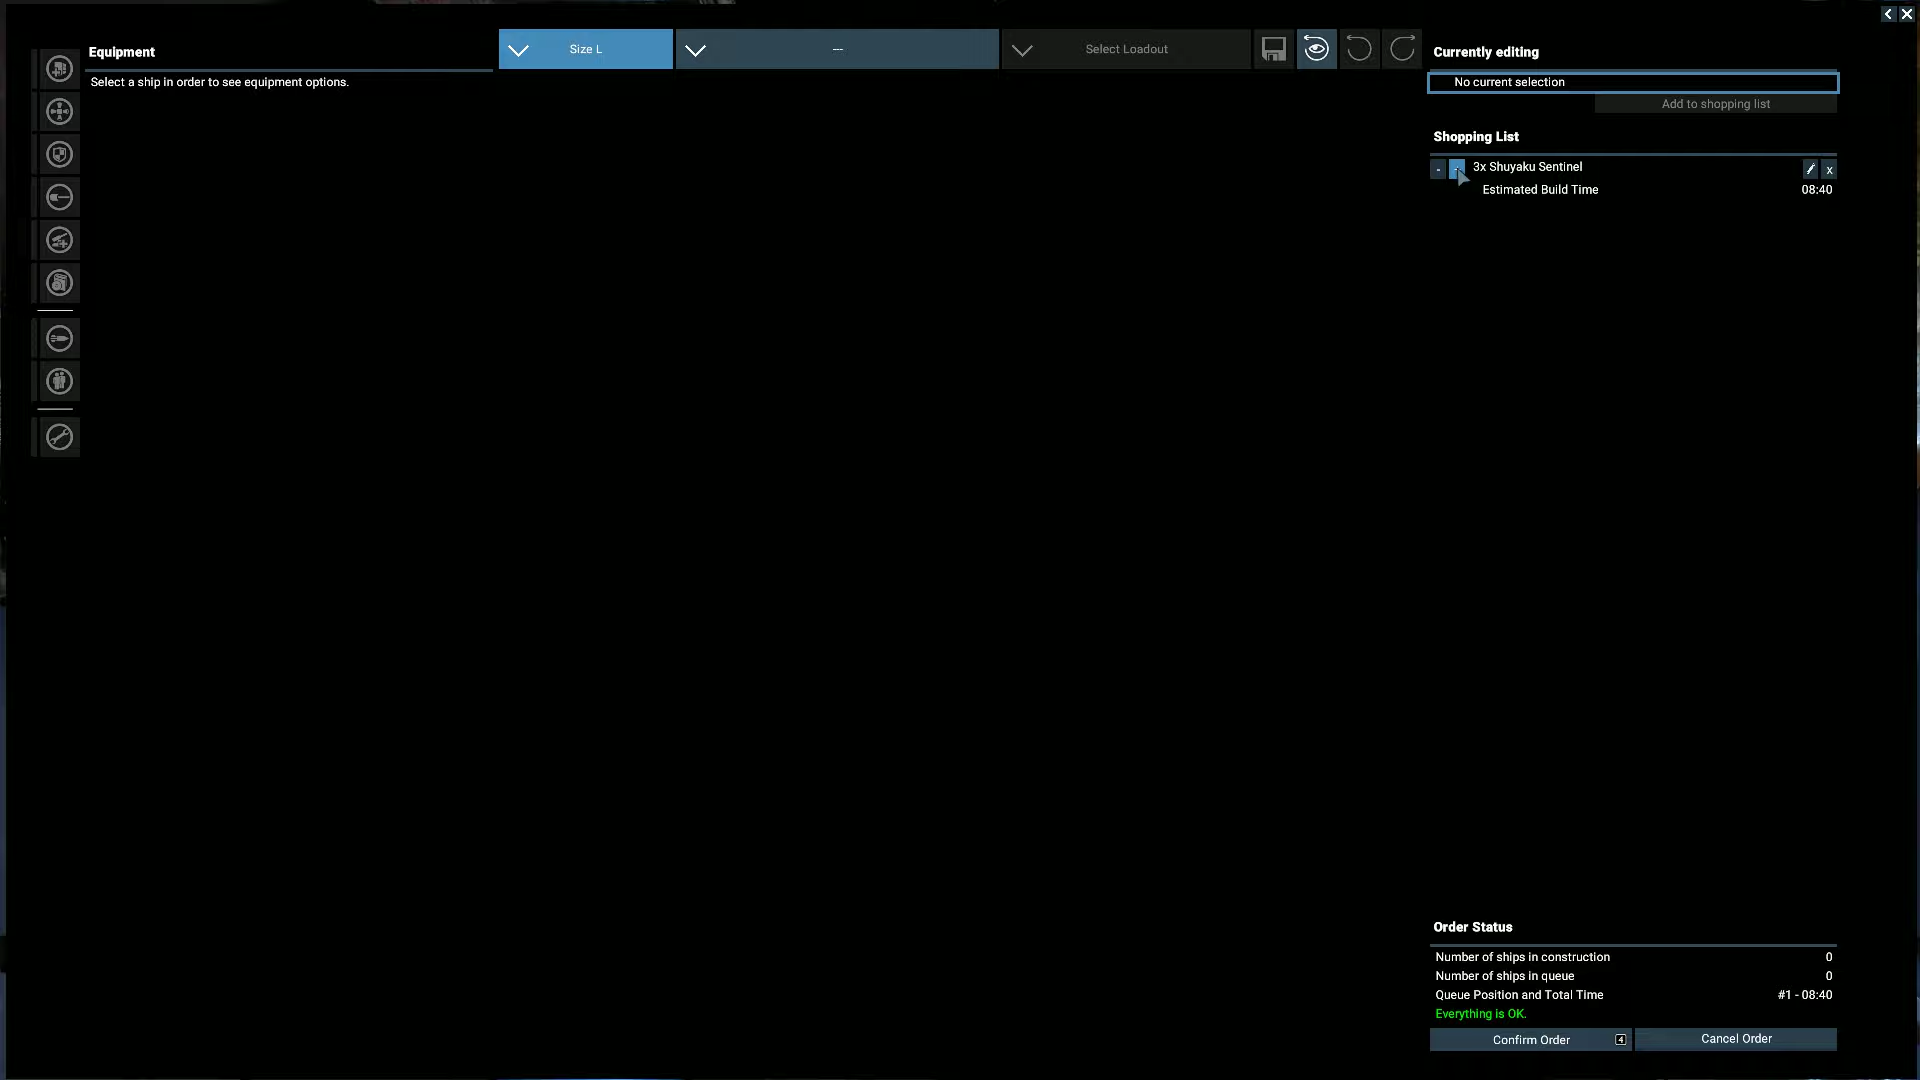 Equipment
Select a ship in order to see equipment options.
Size L
---
Select Loadout
Currently editing
No current selection
Add to shopping list
Shopping List
- 3x Shuyaku Sentinel x
Estimated Build Time 08:40
Order Status
Number of ships in construction 0
Number of ships in queue 0
Queue Position and Total Time #1 - 08:40
Everything is OK.
Confirm Order 4
Cancel Order